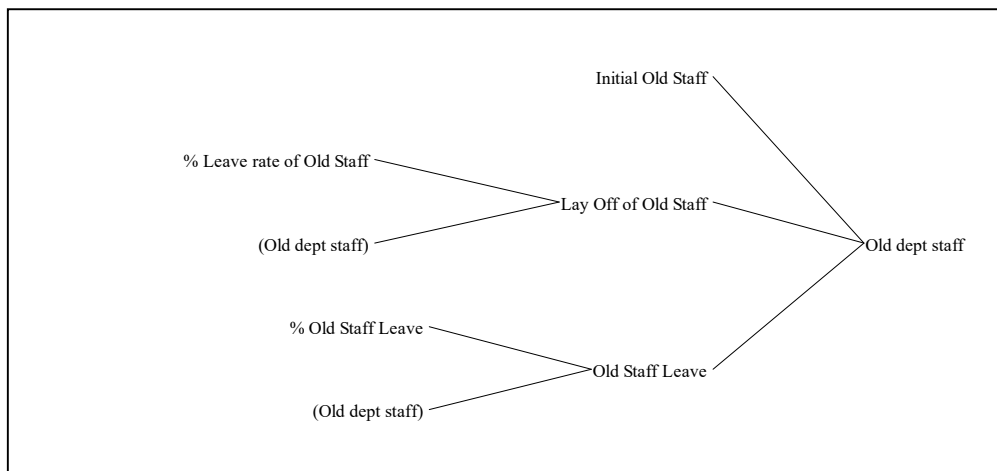 Initial Old Staff
% Leave rate of Old Staff
Lay Off of Old Staff
(Old dept staff)
Old dept staff
% Old Staff Leave
Old Staff Leave
(Old dept staff)